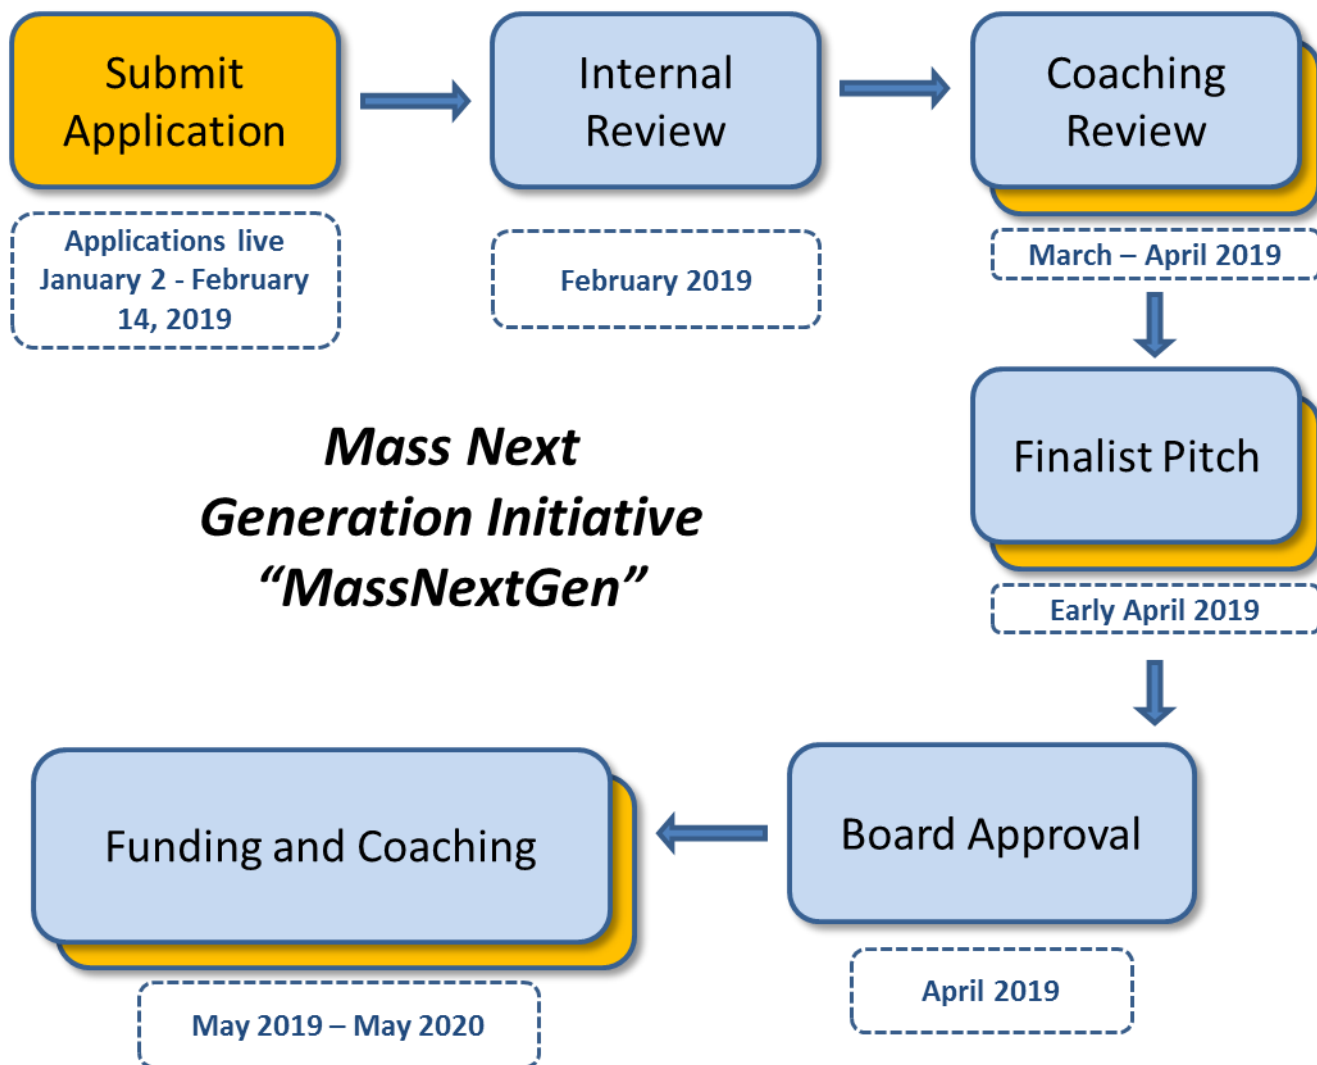 Submit
Application
Internal
Review
Coaching
Review
Applications live
January 2 - February
14, 2019
February 2019
March – April 2019
Mass Next
Generation Initiative
“MassNextGen”
Finalist Pitch
Early April 2019
Funding and Coaching
Board Approval
May 2019 – May 2020
April 2019